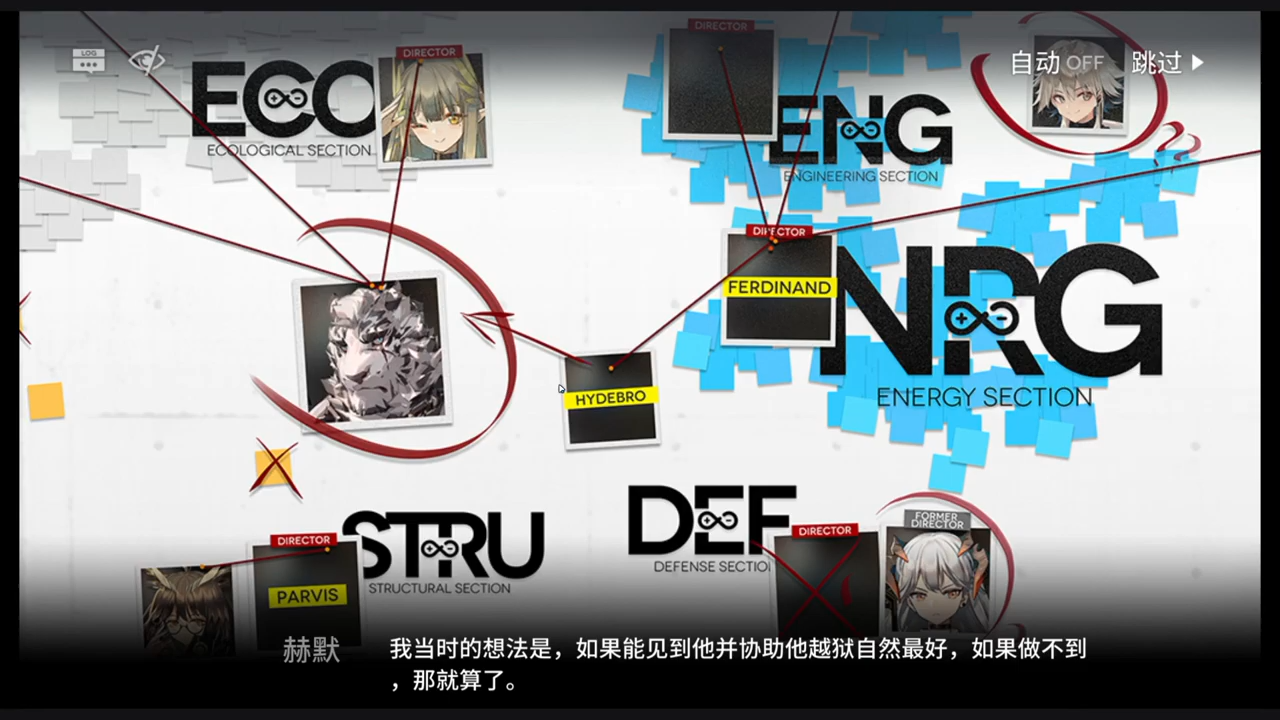 DIRECTOR
LOG
自动 OFF 跳过
DIRECTOR
ECO
ECOLOGICAL SECTION
ENG
ENGINEERING SECTION
DIRECTOR
FERDINAND
NRG
ENERGY SECTION
HYDEBRO
DEF
DEFENSE SECTIO
STRU
STRUCTURAL SECTION
FORMER
DIRECTOR
DIRECTOR
DIRECTOR
PARVIS
赫默
我当时的想法是，如果能见到他并协助他越狱自然最好，如果做不到
，那就算了。